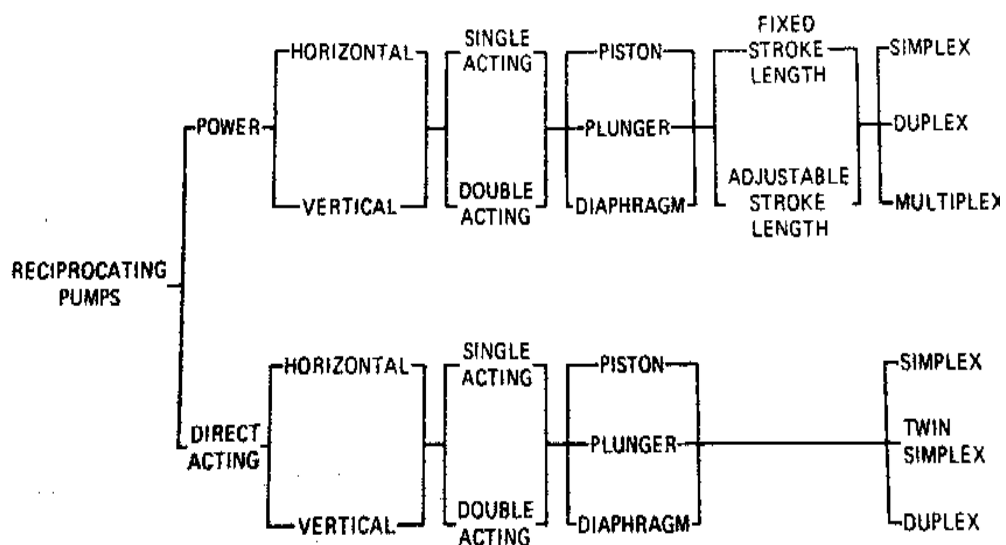 FIXED
HORIZONTAL SINGLE ACTING PISTON STROKE LENGTH SIMPLEX
POWER PLUNGER DUPLEX
VERTICAL DOUBLE ACTING DIAPHRAGM ADJUSTABLE STROKE LENGTH MULTIPLEX
RECIPROCATING
PUMPS
HORIZONTAL SINGLE ACTING PISTON SIMPLEX
DIRECT ACTING PLUNGER TWIN SIMPLEX
VERTICAL DOUBLE ACTING DIAPHRAGM DUPLEX